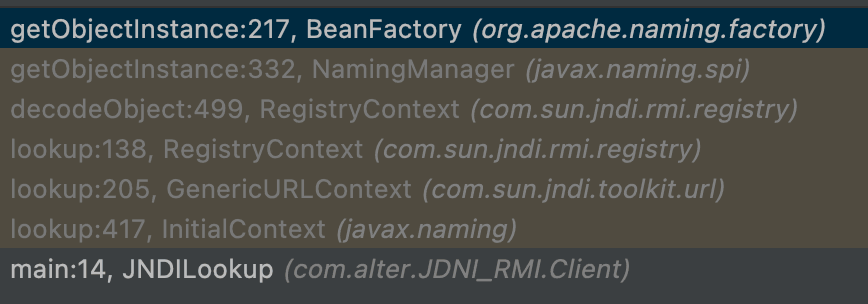 getObjectInstance:217, BeanFactory (org.apache.naming.factory)
getObjectInstance:332, NamingManager (javax.naming.spi)
decodeObject:499, RegistryContext (com.sun.jndi.rmi.registry)
lookup:138, RegistryContext (com.sun.jndi.rmi.registry)
lookup:205, GenericURLContext (com.sun.jndi.toolkit.url)
lookup:417, InitialContext (javax.naming)
main:14, JNDILookup (com.alter.JDNI_RMI.Client)